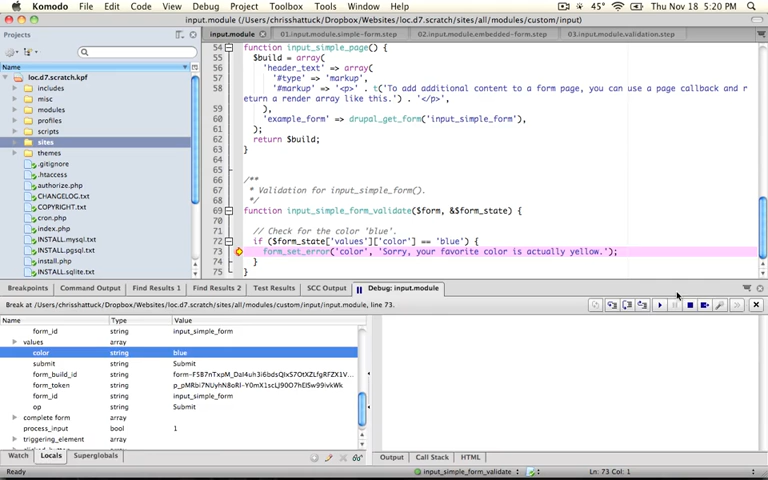 Komodo File Edit Code View Debug Project Toolbox Tools Window Help 45° Thu Nov 18 5:20 PM
input.module (/Users/chrisshattuck/Dropbox/Websites/loc.d7.scratch/sites/all/modules/custom/input)
Projects
input.module 01.input.module.simple-form.step 02.input.module.embedded-form.step 03.input.module.validation.step
Name
loc.d7.scratch.kpf
includes
misc
modules
profiles
scripts
sites
themes
.gitignore
.htaccess
authorize.php
CHANGELOG.txt
COPYRIGHT.txt
cron.php
index.php
INSTALL.mysql.txt
INSTALL.pgsql.txt
install.php
INSTALL.sqlite.txt
54 function input_simple_page() {
55 $build = array(
56 'header_text' => array(
57 '#type' => 'markup',
58 '#markup' => '<p>' . t('To add additional content to a form page, you can use a page callback and r
eturn a render array like this.') . '</p>',
59 ),
60 'example_form' => drupal_get_form('input_simple_form'),
61 );
62 return $build;
63 }
64
65
66 /**
67 * Validation for input_simple_form().
68 */
69 function input_simple_form_validate($form, &$form_state) {
70
71 // Check for the color 'blue'.
72 if ($form_state['values']['color'] == 'blue') {
73 form_set_error('color', 'Sorry, your favorite color is actually yellow.');
74 }
75 }
Breakpoints Command Output Find Results 1 Find Results 2 Test Results SCC Output Debug: input.module
Break at /Users/chrisshattuck/Dropbox/Websites/loc.d7.scratch/sites/all/modules/custom/input/input.module, line 73.
Name Type Value
form_id string input_simple_form
values array
color string blue
submit string Submit
form_build_id string
form_token string
form_id string input_simple_form
op string Submit
complete form array
process_input bool 1
triggering_element array
Watch Locals Superglobals
Output Call Stack HTML
Ready input_simple_form_validate Ln: 73 Col: 1